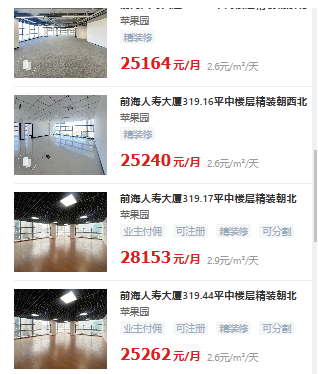 苹果园
精装修
25164元/月 2.6元/m²/天
前海人寿大厦319.16平中楼层精装朝西北
苹果园
精装修
25240元/月 2.6元/m²/天
前海人寿大厦319.17平中楼层精装朝北
苹果园
业主付佣 可注册 精装修 可分割
28153元/月 2.9元/m²/天
前海人寿大厦319.44平中楼层精装朝北
苹果园
业主付佣 可注册 精装修 可分割
25262元/月 2.6元/m²/天